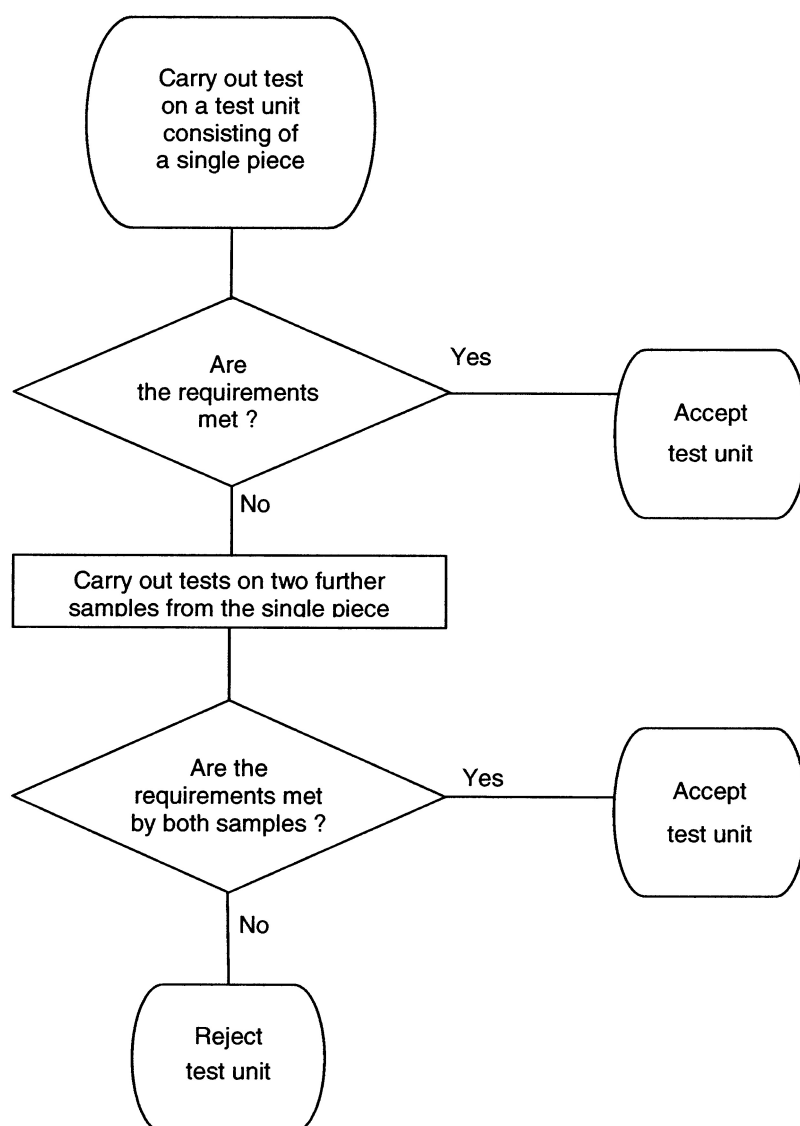 Carry out test
on a test unit
consisting of
a single piece
Are
the requirements
met ?
Yes
Accept
test unit
No
Carry out tests on two further
samples from the single piece
Are the
requirements met
by both samples ?
Yes
Accept
test unit
No
Reject
test unit